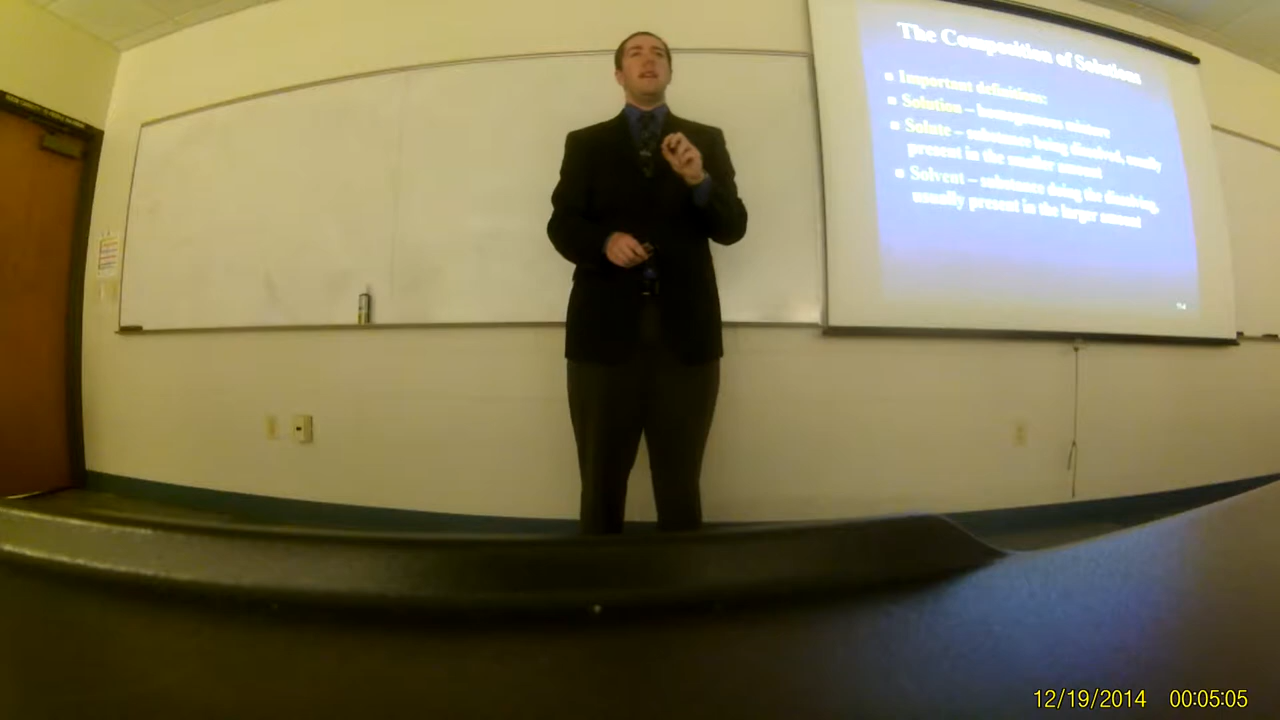 The Composition of Solutions
Important definitions:
Solution – homogeneous mixture
Solute – substance being dissolved, usually
present in the smaller amount
Solvent – substance doing the dissolving,
usually present in the larger amount
12/19/2014 00:05:05